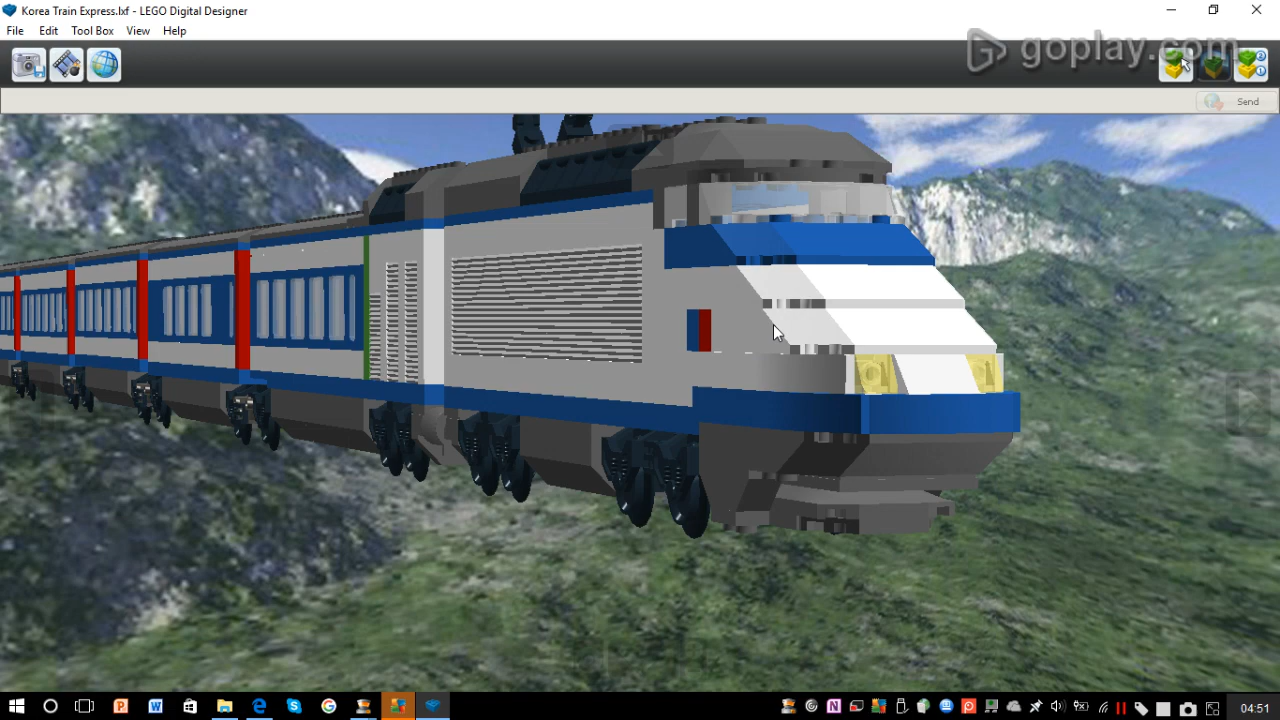 Korea Train Express.lxf - LEGO Digital Designer
File Edit Tool Box View Help
goplay.com
Send
04:51